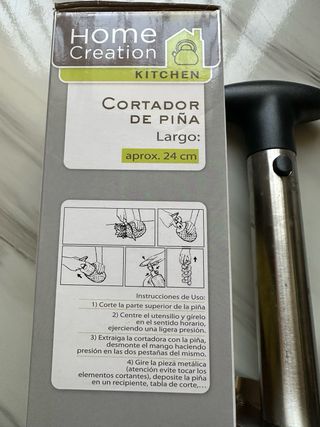 Home
Creation
KITCHEN
CORTADOR
DE PIÑA
Largo:
aprox. 24 cm
Instrucciones de Uso:
1) Corte la parte superior de la piña
2) Centre el utensilio y gírelo
en el sentido horario,
ejerciendo una ligera presión.
3) Extraiga la cortadora con la piña,
desmonte el mango haciendo
presión en las dos pestañas del mismo.
4) Gire la pieza metálica
(atención evite tocar los
elementos cortantes), deposite la piña
en un recipiente, tabla de corte,...